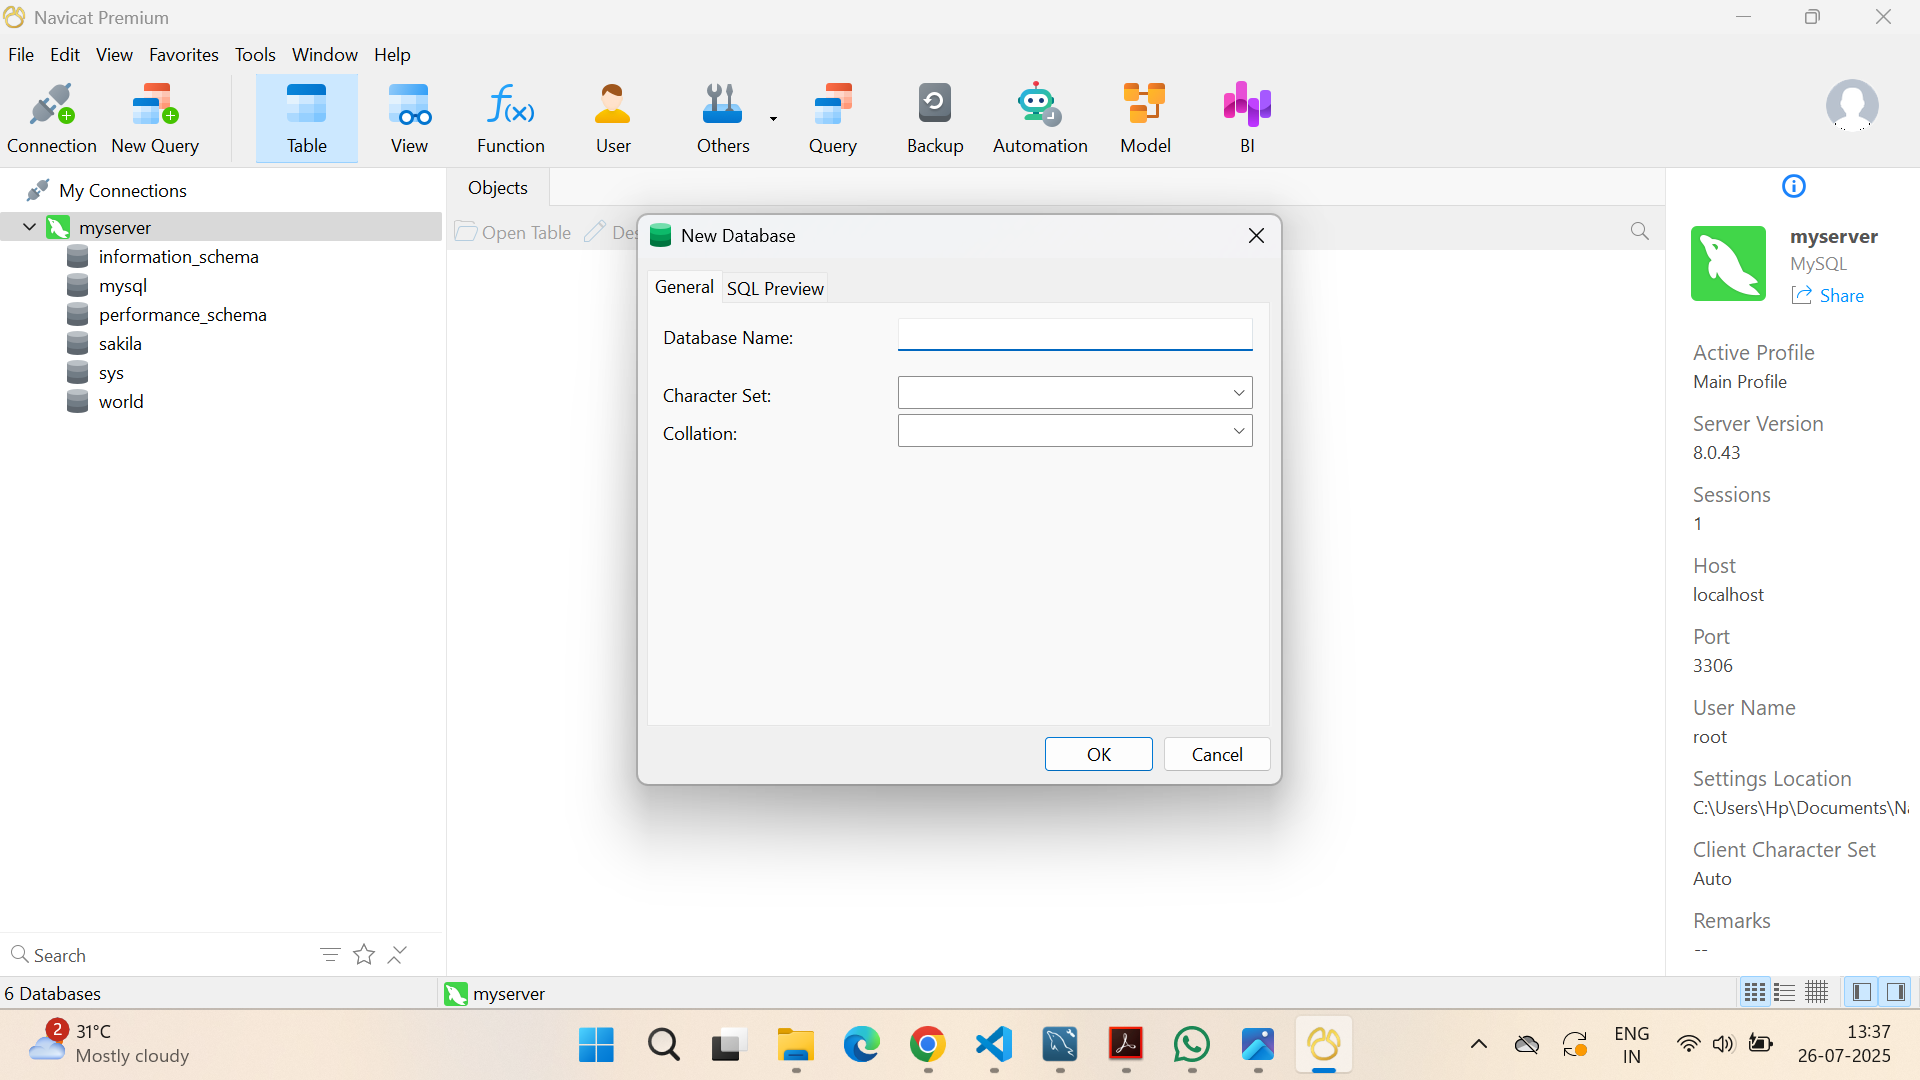 Navicat Premium
File Edit View Favorites Tools Window Help
Connection New Query Table View Function User Others Query Backup Automation Model BI
My Connections
myserver
information_schema
mysql
performance_schema
sakila
sys
world
Search
6 Databases
Objects
Open Table Des
New Database
General SQL Preview
Database Name:
Character Set:
Collation:
OK Cancel
myserver
MySQL
Share
Active Profile
Main Profile
Server Version
8.0.43
Sessions
1
Host
localhost
Port
3306
User Name
root
Settings Location
C:\Users\Hp\Documents\Na
Client Character Set
Auto
Remarks
--
myserver
2
31°C
Mostly cloudy
ENG
IN
13:37
26-07-2025